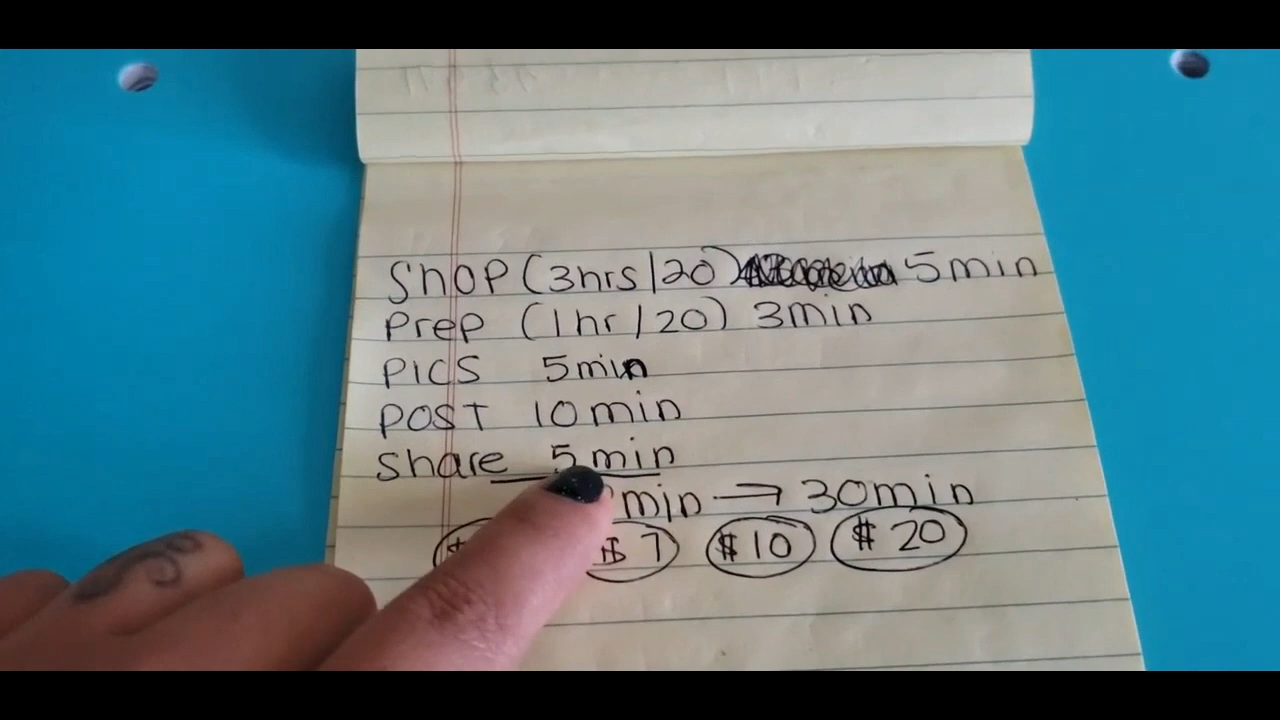 Shop (3hrs/20) 5min
Prep (1hr/20) 3min
PICS 5min
POST 10min
Share 5min
min → 30min
$7 $10 $20